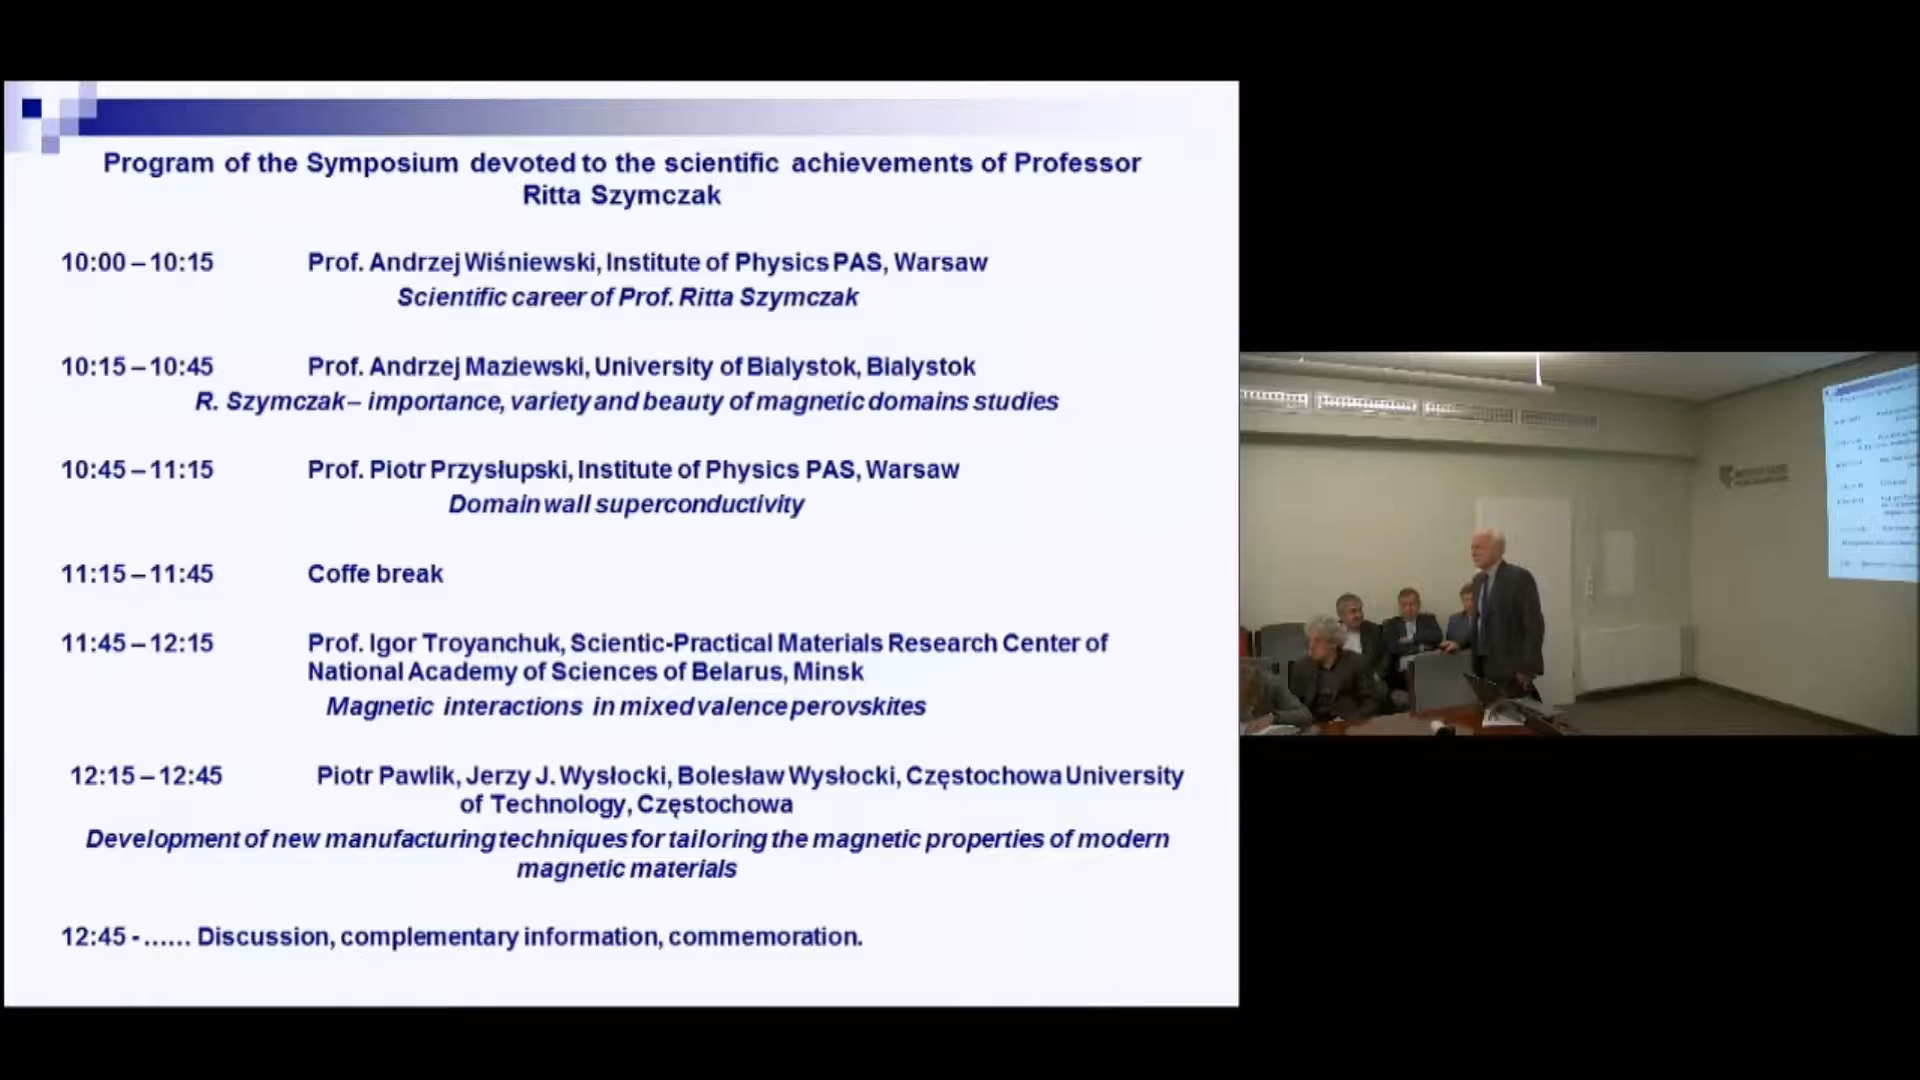 Program of the Symposium devoted to the scientific achievements of Professor
Ritta Szymczak
10:00 – 10:15 Prof. Andrzej Wiśniewski, Institute of Physics PAS, Warsaw
Scientific career of Prof. Ritta Szymczak
10:15 – 10:45 Prof. Andrzej Maziewski, University of Bialystok, Bialystok
R. Szymczak – importance, variety and beauty of magnetic domains studies
10:45 – 11:15 Prof. Piotr Przysłupski, Institute of Physics PAS, Warsaw
Domain wall superconductivity
11:15 – 11:45 Coffe break
11:45 – 12:15 Prof. Igor Troyanchuk, Scientic-Practical Materials Research Center of
National Academy of Sciences of Belarus, Minsk
Magnetic interactions in mixed valence perovskites
12:15 – 12:45 Piotr Pawlik, Jerzy J. Wysłocki, Bolesław Wysłocki, Częstochowa University
of Technology, Częstochowa
Development of new manufacturing techniques for tailoring the magnetic properties of modern
magnetic materials
12:45 - …… Discussion, complementary information, commemoration.